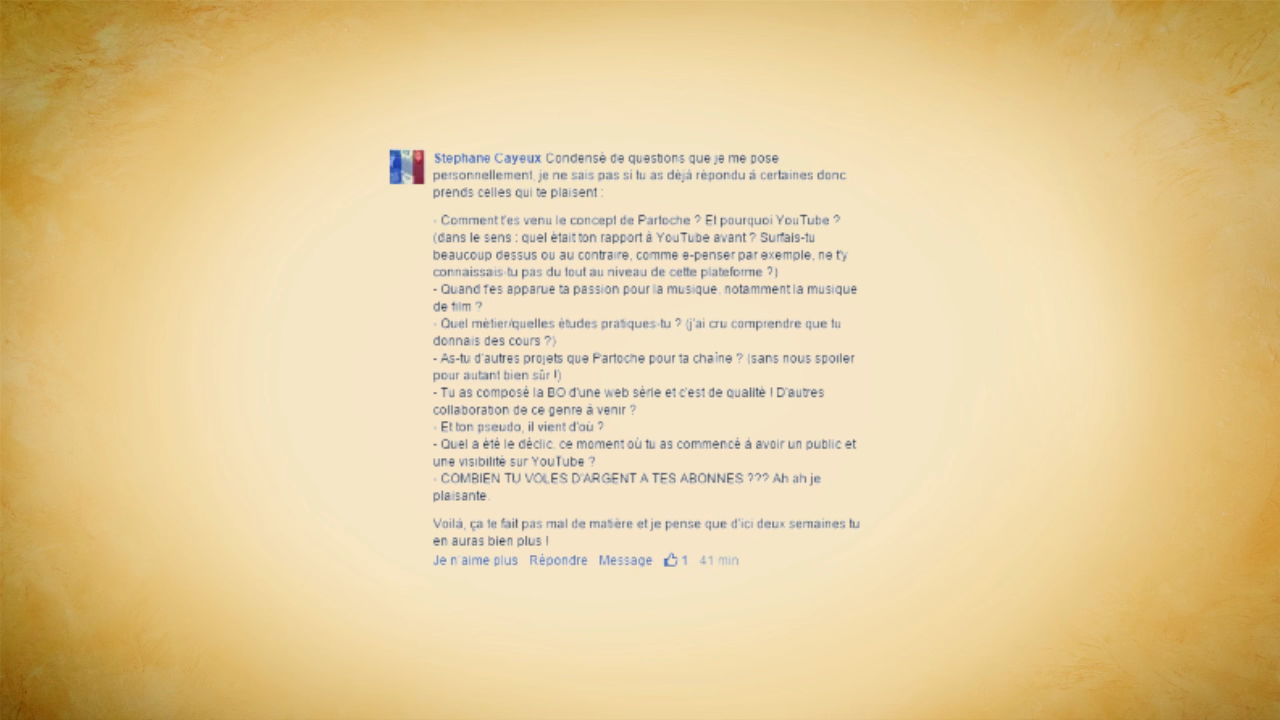 Stephane Cayeux Condensé de questions que je me pose
personnellement, je ne sais pas si tu as déjà répondu à certaines donc
prends celles qui te plaisent :
- Comment t'es venu le concept de Partoche ? Et pourquoi YouTube ?
(dans le sens : quel était ton rapport à YouTube avant ? Surfais-tu
beaucoup dessus ou au contraire, comme e-penser par exemple, ne t'y
connaissais-tu pas du tout au niveau de cette plateforme ?)
- Quand t'es apparue ta passion pour la musique, notamment la musique
de film ?
- Quel métier/quelles études pratiques-tu ? (j'ai cru comprendre que tu
donnais des cours ?)
- As-tu d'autres projets que Partoche pour ta chaîne ? (sans nous spoiler
pour autant bien sûr !)
- Tu as composé la BO d'une web série et c'est de qualité ! D'autres
collaboration de ce genre à venir ?
- Et ton pseudo, il vient d'où ?
- Quel a été le déclic, ce moment où tu as commencé à avoir un public et
une visibilité sur YouTube ?
- COMBIEN TU VOLES D'ARGENT A TES ABONNES ??? Ah ah je
plaisante.
Voilà, ça te fait pas mal de matière et je pense que d'ici deux semaines tu
en auras bien plus !
Je n'aime plus Répondre Message 1 41 min